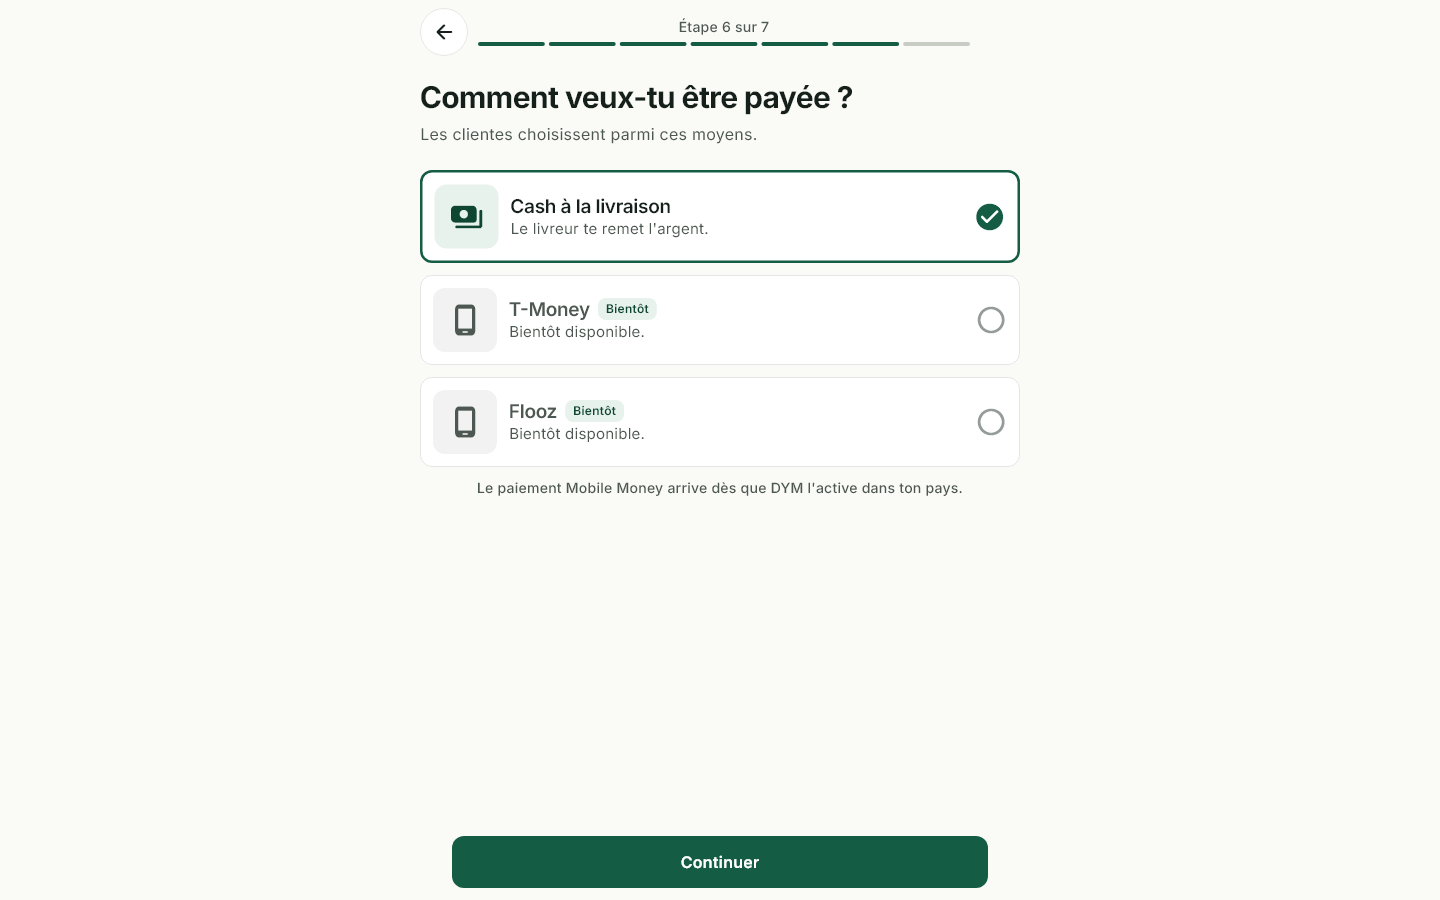 Étape 6 sur 7
Comment veux-tu être payée ?
Les clientes choisissent parmi ces moyens.
Cash à la livraison
Le livreur te remet l'argent.
T-Money Bientôt
Bientôt disponible.
Flooz Bientôt
Bientôt disponible.
Le paiement Mobile Money arrive dès que DYM l'active dans ton pays.
Continuer